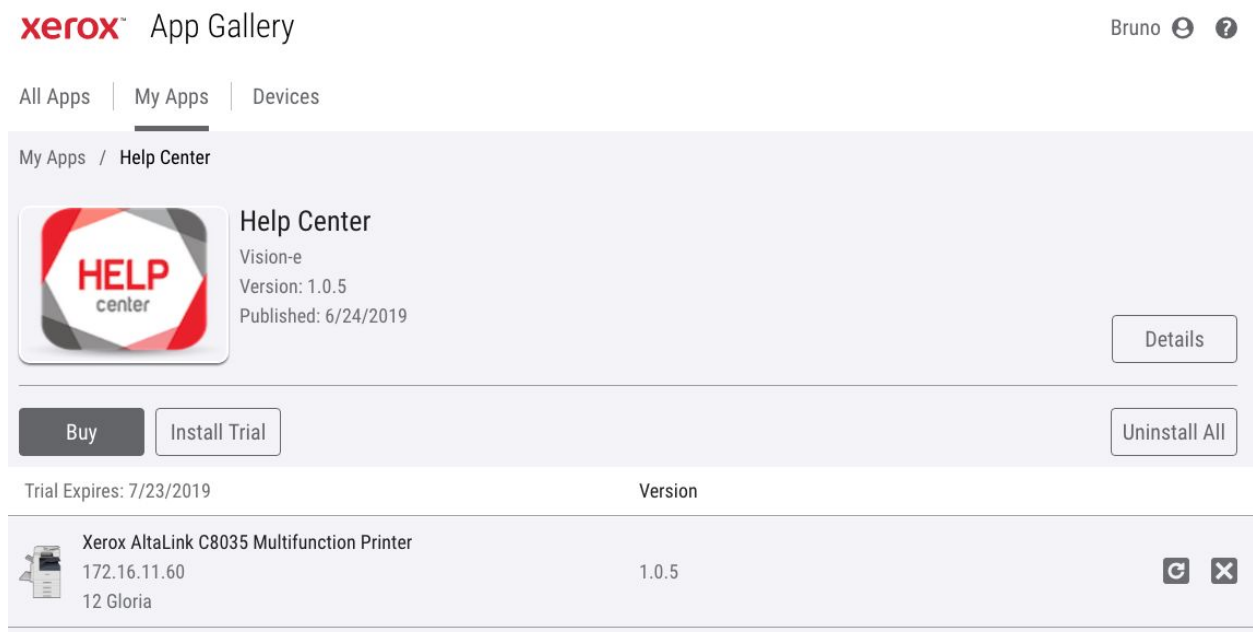 xerox™ App Gallery
Bruno
All Apps My Apps Devices
My Apps / Help Center
HELP
center
Help Center
Vision-e
Version: 1.0.5
Published: 6/24/2019
Details
Buy Install Trial Uninstall All
Trial Expires: 7/23/2019 Version
Xerox AltaLink C8035 Multifunction Printer
172.16.11.60 1.0.5
12 Gloria